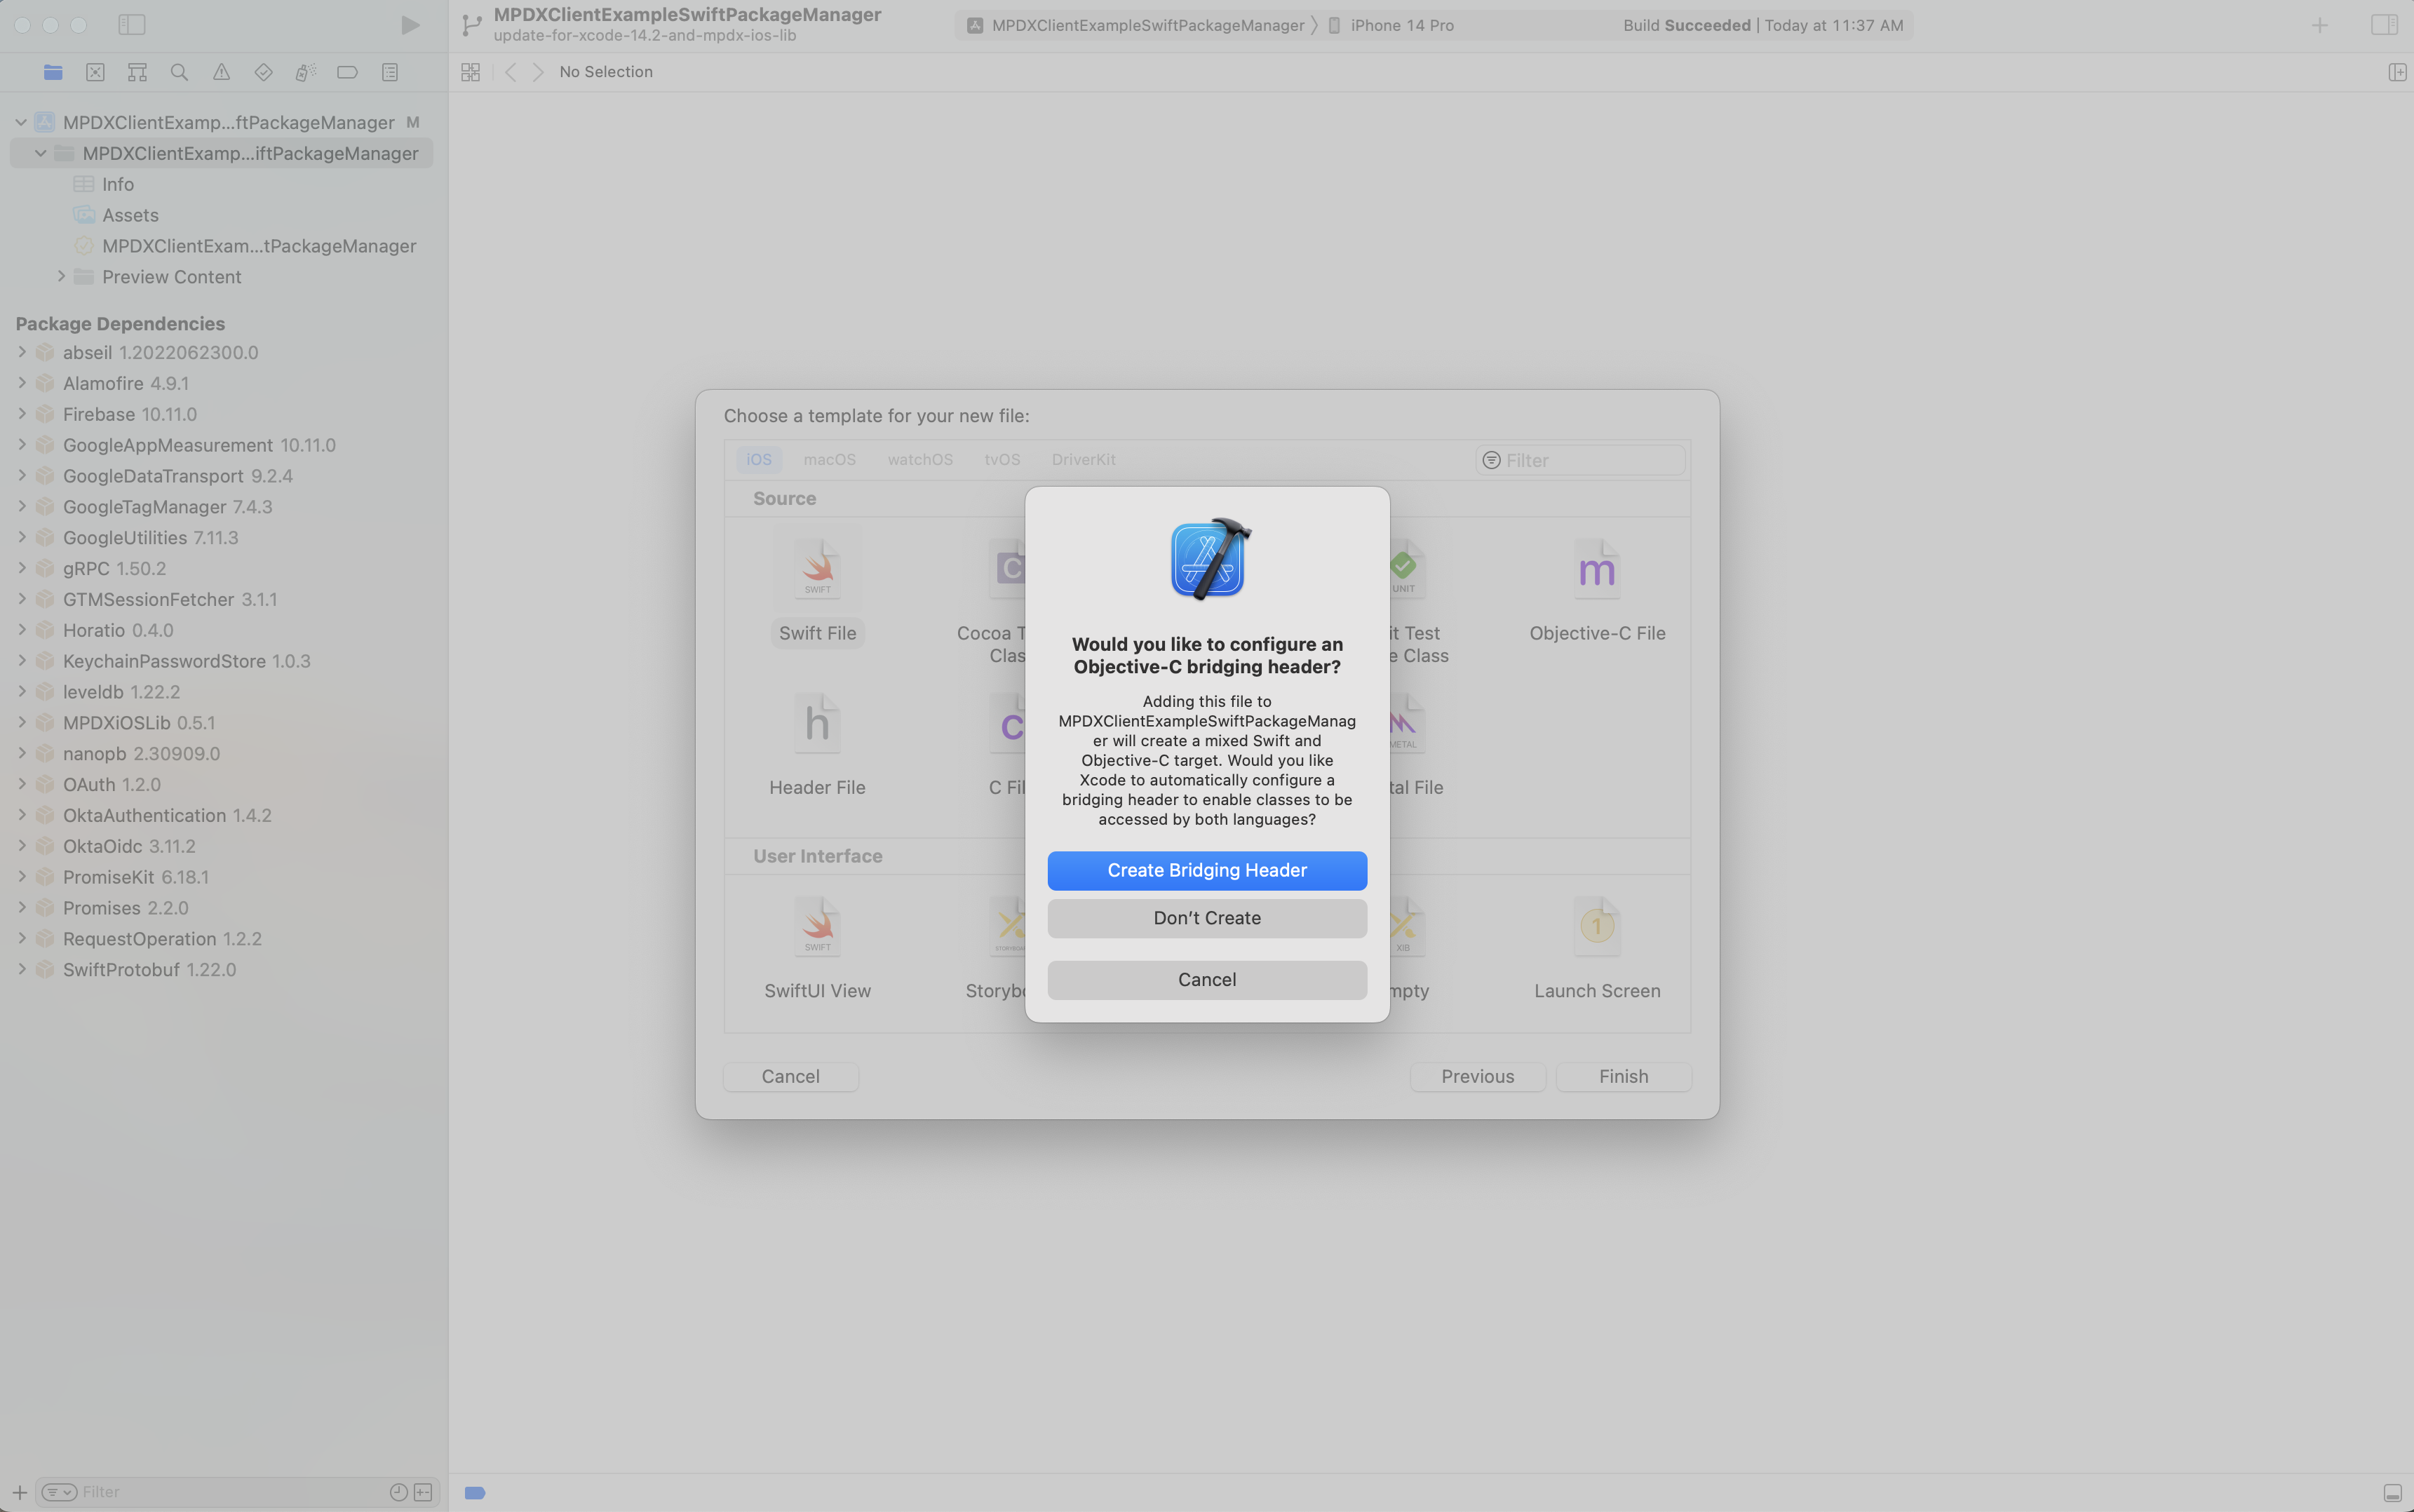 MPDXClientExampleSwiftPackageManager
update-for-xcode-14.2-and-mpdx-ios-lib
MPDXClientExampleSwiftPackageManager
iPhone 14 Pro
Build Succeeded | Today at 11:37 AM
No Selection
MPDXClientExamp...ftPackageManager M
MPDXClientExamp...iftPackageManager
Info
Assets
MPDXClientExam...tPackageManager
Preview Content
Package Dependencies
abseil 1.2022062300.0
Alamofire 4.9.1
Firebase 10.11.0
GoogleAppMeasurement 10.11.0
GoogleDataTransport 9.2.4
GoogleTagManager 7.4.3
GoogleUtilities 7.11.3
gRPC 1.50.2
GTMSessionFetcher 3.1.1
Horatio 0.4.0
KeychainPasswordStore 1.0.3
leveldb 1.22.2
MPDXiOSLib 0.5.1
nanopb 2.30909.0
OAuth 1.2.0
OktaAuthentication 1.4.2
OktaOidc 3.11.2
PromiseKit 6.18.1
Promises 2.2.0
RequestOperation 1.2.2
SwiftProtobuf 1.22.0
Filter
Choose a template for your new file:
iOS macOS watchOS tvOS DriverKit
Filter
Source
SWIFT
Swift File
C
Cocoa T
Clas
UNIT
it Test
e Class
m
Objective-C File
h
Header File
C
C Fil
METAL
tal File
User Interface
SWIFT
SwiftUI View
Storybo
XIB
mpty
1
Launch Screen
Cancel
Previous
Finish
Would you like to configure an
Objective-C bridging header?
Adding this file to
MPDXClientExampleSwiftPackageManag
er will create a mixed Swift and
Objective-C target. Would you like
Xcode to automatically configure a
bridging header to enable classes to be
accessed by both languages?
Create Bridging Header
Don't Create
Cancel